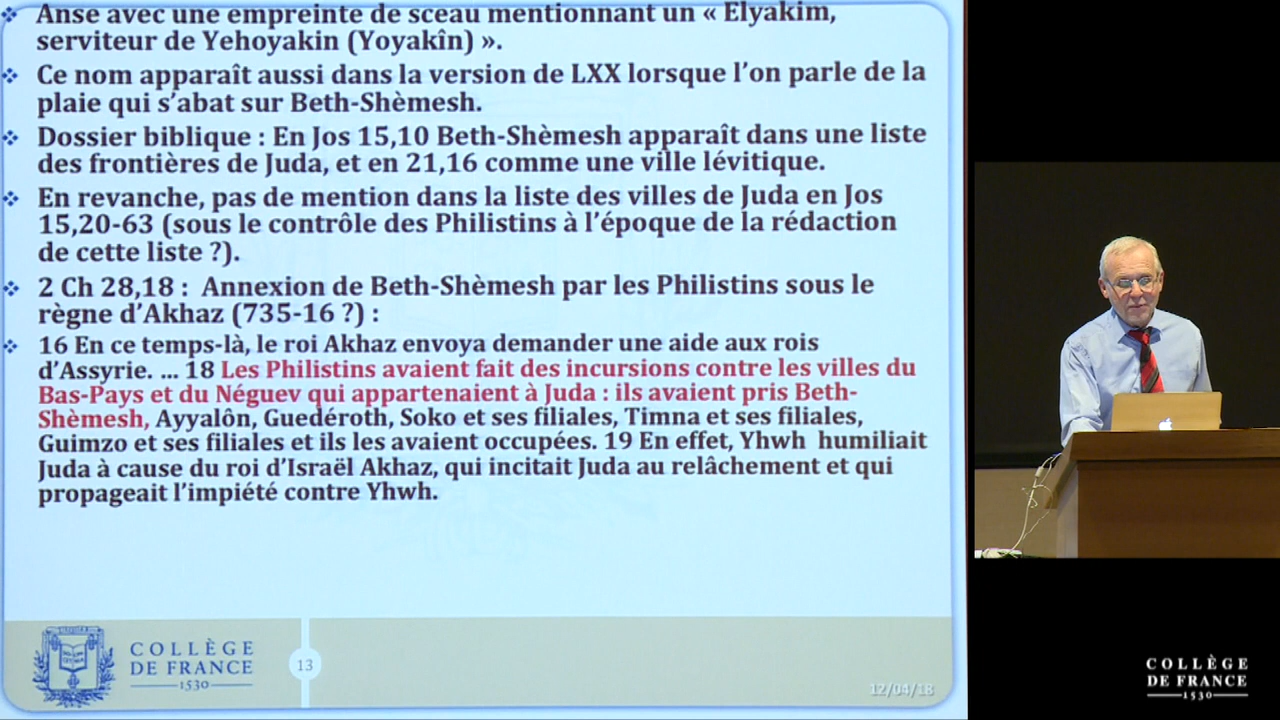 Anse avec une empreinte de sceau mentionnant un « Elyakim,
serviteur de Yehoyakin (Yoyakîn) ».
Ce nom apparaît aussi dans la version de LXX lorsque l'on parle de la
plaie qui s'abat sur Beth-Shèmesh.
Dossier biblique : En Jos 15,10 Beth-Shèmesh apparaît dans une liste
des frontières de Juda, et en 21,16 comme une ville lévitique.
En revanche, pas de mention dans la liste des villes de Juda en Jos
15,20-63 (sous le contrôle des Philistins à l'époque de la rédaction
de cette liste ?).
2 Ch 28,18 : Annexion de Beth-Shèmesh par les Philistins sous le
règne d'Akhaz (735-16 ?) :
16 En ce temps-là, le roi Akhaz envoya demander une aide aux rois
d'Assyrie. ... 18 Les Philistins avaient fait des incursions contre les villes du
Bas-Pays et du Néguev qui appartenaient à Juda : ils avaient pris Beth-
Shèmesh, Ayyalôn, Guedéroth, Soko et ses filiales, Timna et ses filiales,
Guimzo et ses filiales et ils les avaient occupées. 19 En effet, Yhwh humiliait
Juda à cause du roi d'Israël Akhaz, qui incitait Juda au relâchement et qui
propageait l'impiété contre Yhwh.
COLLÈGE
DE FRANCE
1530
13
12/04/18
COLLÈGE
DE FRANCE
1530